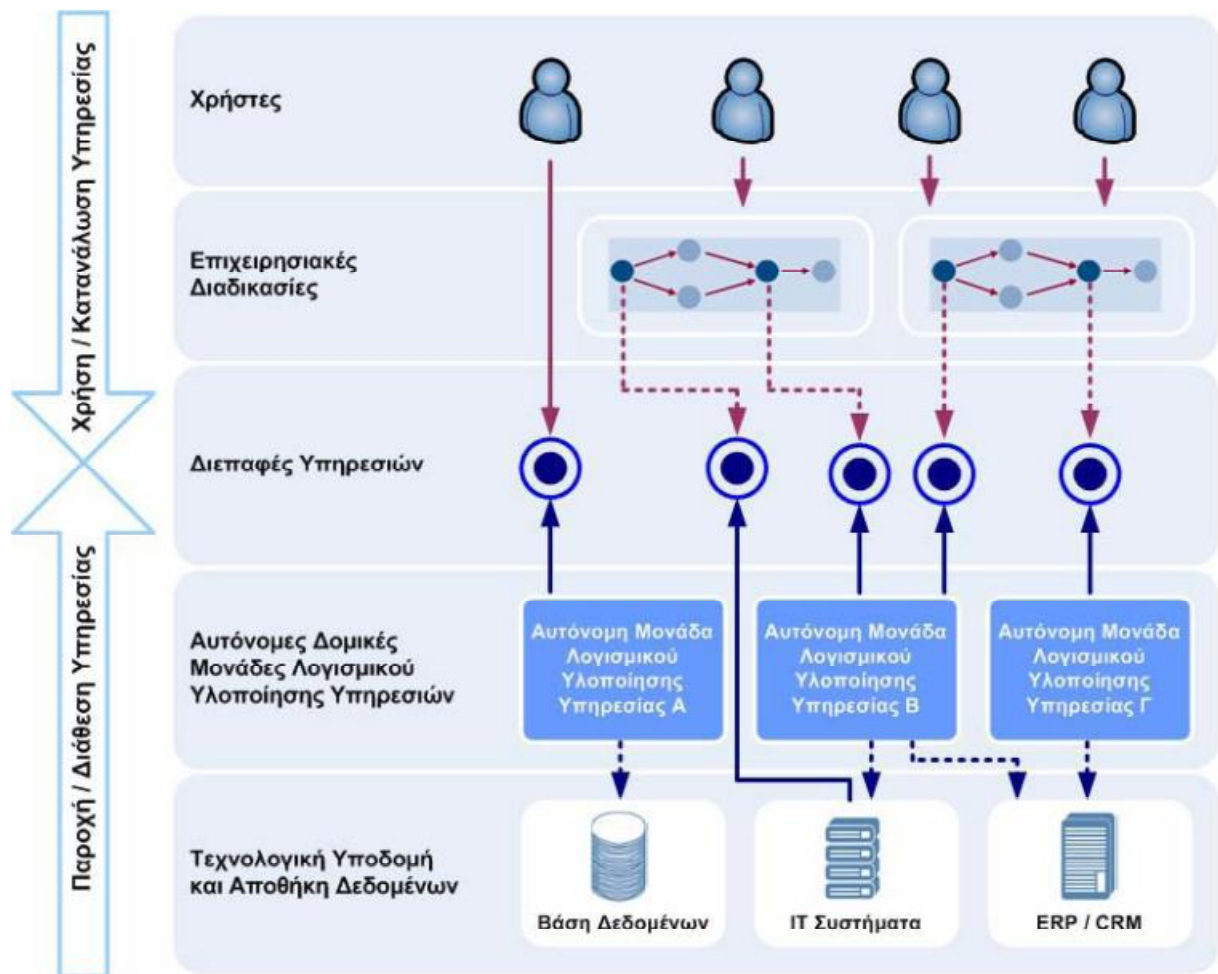 Χρήση / Κατανάλωση Υπηρεσίας
Χρήστες
Επιχειρησιακές
Διαδικασίες
Διεπαφές Υπηρεσιών
Παροχή / Διάθεση Υπηρεσίας
Αυτόνομες Δομικές
Μονάδες Λογισμικού
Υλοποίησης Υπηρεσιών
Αυτόνομη Μονάδα
Λογισμικού
Υλοποίησης
Υπηρεσίας Α
Αυτόνομη Μονάδα
Λογισμικού
Υλοποίησης
Υπηρεσίας Β
Αυτόνομη Μονάδα
Λογισμικού
Υλοποίησης
Υπηρεσίας Γ
Τεχνολογική Υποδομή
και Αποθήκη Δεδομένων
Βάση Δεδομένων
IT Συστήματα
ERP / CRM